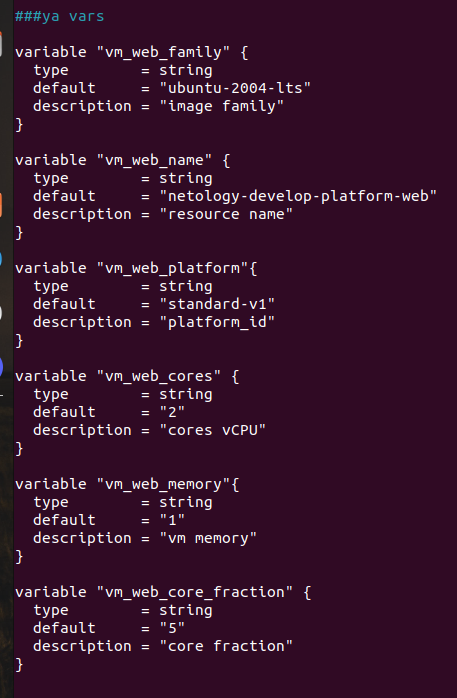 ###ya vars
variable "vm_web_family" {
  type        = string
  default     = "ubuntu-2004-lts"
  description = "image family"
}
variable "vm_web_name" {
  type        = string
  default     = "netology-develop-platform-web"
  description = "resource name"
}
variable "vm_web_platform"{
  type        = string
  default     = "standard-v1"
  description = "platform_id"
}
variable "vm_web_cores" {
  type        = string
  default     = "2"
  description = "cores vCPU"
}
variable "vm_web_memory"{
  type        = string
  default     = "1"
  description = "vm memory"
}
variable "vm_web_core_fraction" {
  type        = string
  default     = "5"
  description = "core fraction"
}